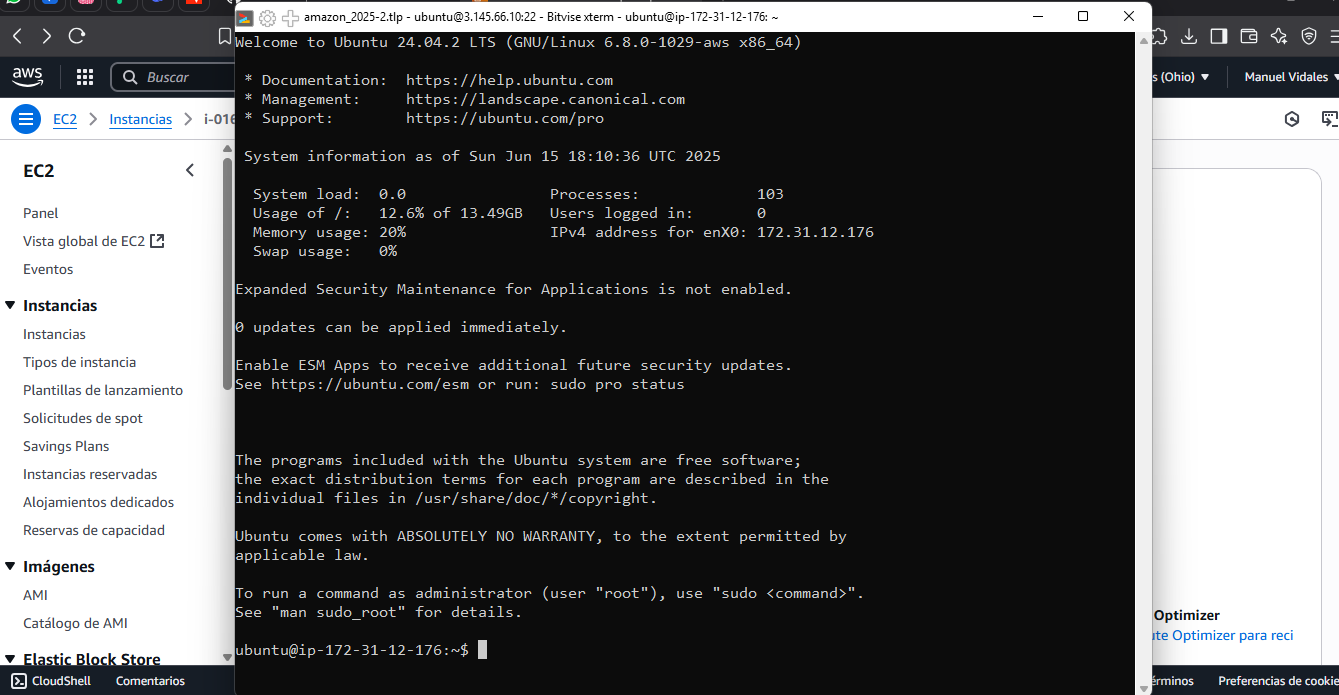 amazon_2025-2.tlp - ubuntu@3.145.66.10:22 - Bitvise xterm - ubuntu@ip-172-31-12-176: ~
aws
Buscar
s (Ohio)
Manuel Vidales
EC2
Instancias
i-016
EC2
Panel
Vista global de EC2
Eventos
Instancias
Instancias
Tipos de instancia
Plantillas de lanzamiento
Solicitudes de spot
Savings Plans
Instancias reservadas
Alojamientos dedicados
Reservas de capacidad
Imágenes
AMI
Catálogo de AMI
Elastic Block Store
Welcome to Ubuntu 24.04.2 LTS (GNU/Linux 6.8.0-1029-aws x86_64)
* Documentation:  https://help.ubuntu.com
* Management:     https://landscape.canonical.com
* Support:        https://ubuntu.com/pro
System information as of Sun Jun 15 18:10:36 UTC 2025
System load:  0.0                Processes:             103
Usage of /:   12.6% of 13.49GB   Users logged in:       0
Memory usage: 20%                IPv4 address for enX0: 172.31.12.176
Swap usage:   0%
Expanded Security Maintenance for Applications is not enabled.
0 updates can be applied immediately.
Enable ESM Apps to receive additional future security updates.
See https://ubuntu.com/esm or run: sudo pro status
The programs included with the Ubuntu system are free software;
the exact distribution terms for each program are described in the
individual files in /usr/share/doc/*/copyright.
Ubuntu comes with ABSOLUTELY NO WARRANTY, to the extent permitted by
applicable law.
To run a command as administrator (user "root"), use "sudo <command>".
See "man sudo_root" for details.
ubuntu@ip-172-31-12-176:~$
Optimizer
ute Optimizer para reci
CloudShell
Comentarios
érminos
Preferencias de cookie